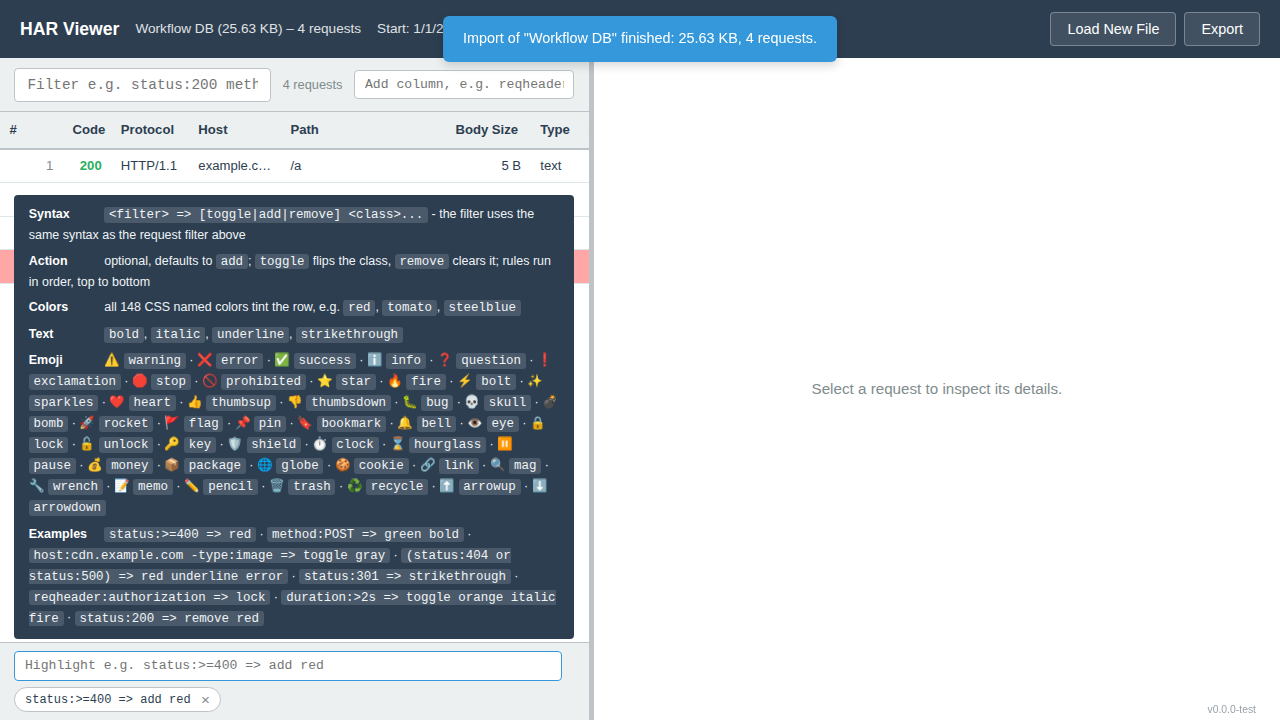 HAR Viewer Workflow DB (25.63 KB) – 4 requests Start: 1/1/2
Import of "Workflow DB" finished: 25.63 KB, 4 requests.
Load New File Export
Filter e.g. status:200 meth 4 requests Add column, e.g. reqheade
# Code Protocol Host Path Body Size Type
1 200 HTTP/1.1 example.c… /a 5 B text
Syntax <filter> => [toggle|add|remove] <class>... - the filter uses the
same syntax as the request filter above
Action optional, defaults to add; toggle flips the class, remove clears it; rules run
in order, top to bottom
Colors all 148 CSS named colors tint the row, e.g. red, tomato, steelblue
Text bold, italic, underline, strikethrough
Emoji ⚠️ warning · ❌ error · ✅ success · ℹ️ info · ❓ question · ❗
exclamation · 🛑 stop · 🚫 prohibited · ⭐ star · 🔥 fire · ⚡ bolt · ✨
sparkles · ❤️ heart · 👍 thumbsup · 👎 thumbsdown · 🐛 bug · 💀 skull · 💣
bomb · 🚀 rocket · 🚩 flag · 📌 pin · 🔖 bookmark · 🔔 bell · 👁️ eye · 🔒
lock · 🔓 unlock · 🔑 key · 🛡️ shield · ⏱️ clock · ⏳ hourglass · ⏸️
pause · 💰 money · 📦 package · 🌐 globe · 🍪 cookie · 🔗 link · 🔍 mag ·
🔧 wrench · 📝 memo · ✏️ pencil · 🗑️ trash · ♻️ recycle · ⬆️ arrowup · ⬇️
arrowdown
Examples status:>=400 => red · method:POST => green bold ·
host:cdn.example.com -type:image => toggle gray · (status:404 or
status:500) => red underline error · status:301 => strikethrough ·
reqheader:authorization => lock · duration:>2s => toggle orange italic
fire · status:200 => remove red
Highlight e.g. status:>=400 => add red
status:>=400 => add red ×
Select a request to inspect its details.
v0.0.0-test